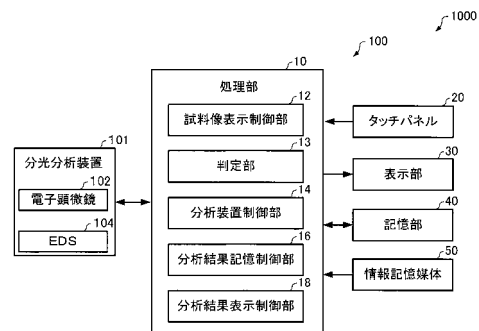 1000
100
10
処理部
12
試料像表示制御部
13
判定部
14
分析装置制御部
16
分析結果記憶制御部
18
分析結果表示制御部
101
分光分析装置
102
電子顕微鏡
104
EDS
20
タッチパネル
30
表示部
40
記憶部
50
情報記憶媒体